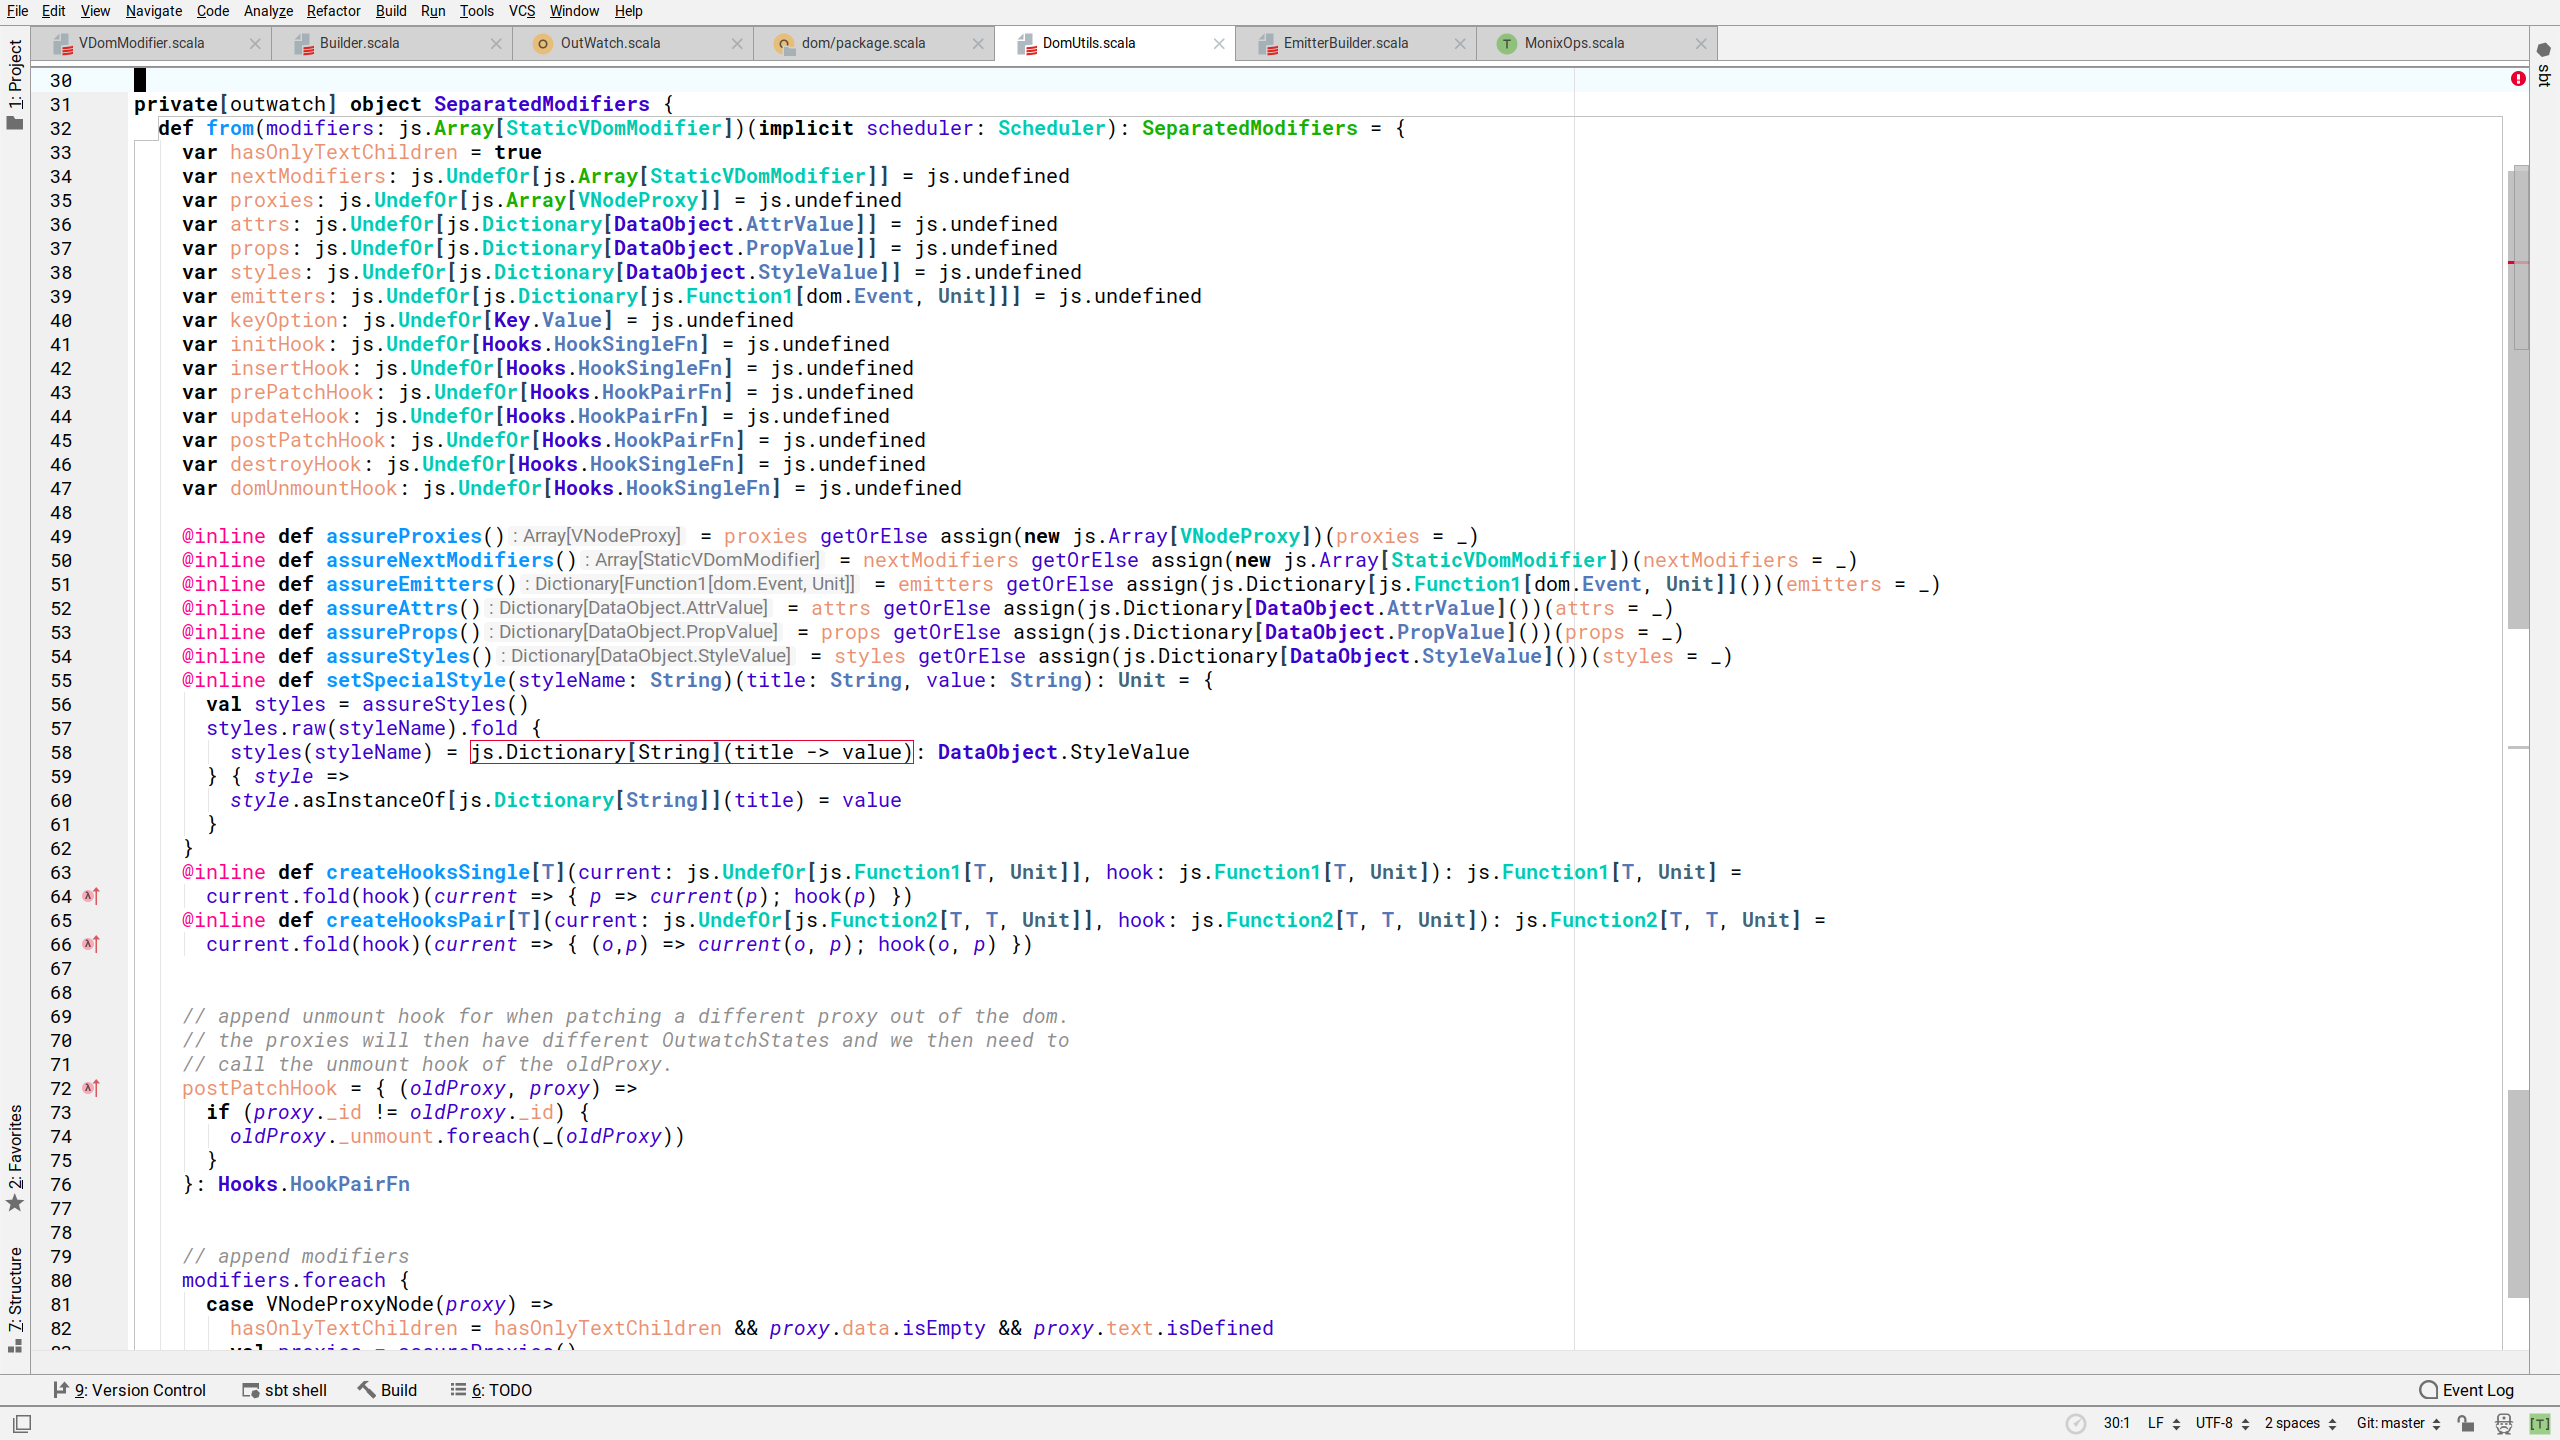 File Edit View Navigate Code Analyze Refactor Build Run Tools VCS Window Help
VDomModifier.scala Builder.scala OutWatch.scala dom/package.scala DomUtils.scala EmitterBuilder.scala MonixOps.scala
1: Project
2: Favorites
7: Structure
sbt
30
31 private[outwatch] object SeparatedModifiers {
32 def from(modifiers: js.Array[StaticVDomModifier])(implicit scheduler: Scheduler): SeparatedModifiers = {
33 var hasOnlyTextChildren = true
34 var nextModifiers: js.UndefOr[js.Array[StaticVDomModifier]] = js.undefined
35 var proxies: js.UndefOr[js.Array[VNodeProxy]] = js.undefined
36 var attrs: js.UndefOr[js.Dictionary[DataObject.AttrValue]] = js.undefined
37 var props: js.UndefOr[js.Dictionary[DataObject.PropValue]] = js.undefined
38 var styles: js.UndefOr[js.Dictionary[DataObject.StyleValue]] = js.undefined
39 var emitters: js.UndefOr[js.Dictionary[js.Function1[dom.Event, Unit]]] = js.undefined
40 var keyOption: js.UndefOr[Key.Value] = js.undefined
41 var initHook: js.UndefOr[Hooks.HookSingleFn] = js.undefined
42 var insertHook: js.UndefOr[Hooks.HookSingleFn] = js.undefined
43 var prePatchHook: js.UndefOr[Hooks.HookPairFn] = js.undefined
44 var updateHook: js.UndefOr[Hooks.HookPairFn] = js.undefined
45 var postPatchHook: js.UndefOr[Hooks.HookPairFn] = js.undefined
46 var destroyHook: js.UndefOr[Hooks.HookSingleFn] = js.undefined
47 var domUnmountHook: js.UndefOr[Hooks.HookSingleFn] = js.undefined
48
49 @inline def assureProxies() : Array[VNodeProxy] = proxies getOrElse assign(new js.Array[VNodeProxy])(proxies = _)
50 @inline def assureNextModifiers() : Array[StaticVDomModifier] = nextModifiers getOrElse assign(new js.Array[StaticVDomModifier])(nextModifiers = _)
51 @inline def assureEmitters() : Dictionary[Function1[dom.Event, Unit]] = emitters getOrElse assign(js.Dictionary[js.Function1[dom.Event, Unit]]())(emitters = _)
52 @inline def assureAttrs() : Dictionary[DataObject.AttrValue] = attrs getOrElse assign(js.Dictionary[DataObject.AttrValue]())(attrs = _)
53 @inline def assureProps() : Dictionary[DataObject.PropValue] = props getOrElse assign(js.Dictionary[DataObject.PropValue]())(props = _)
54 @inline def assureStyles() : Dictionary[DataObject.StyleValue] = styles getOrElse assign(js.Dictionary[DataObject.StyleValue]())(styles = _)
55 @inline def setSpecialStyle(styleName: String)(title: String, value: String): Unit = {
56 val styles = assureStyles()
57 styles.raw(styleName).fold {
58 styles(styleName) = js.Dictionary[String](title -> value): DataObject.StyleValue
59 } { style =>
60 style.asInstanceOf[js.Dictionary[String]](title) = value
61 }
62 }
63 @inline def createHooksSingle[T](current: js.UndefOr[js.Function1[T, Unit]], hook: js.Function1[T, Unit]): js.Function1[T, Unit] =
64 current.fold(hook)(current => { p => current(p); hook(p) })
65 @inline def createHooksPair[T](current: js.UndefOr[js.Function2[T, T, Unit]], hook: js.Function2[T, T, Unit]): js.Function2[T, T, Unit] =
66 current.fold(hook)(current => { (o,p) => current(o, p); hook(o, p) })
67
68
69 // append unmount hook for when patching a different proxy out of the dom.
70 // the proxies will then have different OutwatchStates and we then need to
71 // call the unmount hook of the oldProxy.
72 postPatchHook = { (oldProxy, proxy) =>
73 if (proxy._id != oldProxy._id) {
74 oldProxy._unmount.foreach(_(oldProxy))
75 }
76 }: Hooks.HookPairFn
77
78
79 // append modifiers
80 modifiers.foreach {
81 case VNodeProxyNode(proxy) =>
82 hasOnlyTextChildren = hasOnlyTextChildren && proxy.data.isEmpty && proxy.text.isDefined
9: Version Control sbt shell Build 6: TODO Event Log
30:1 LF UTF-8 2 spaces Git: master [T]